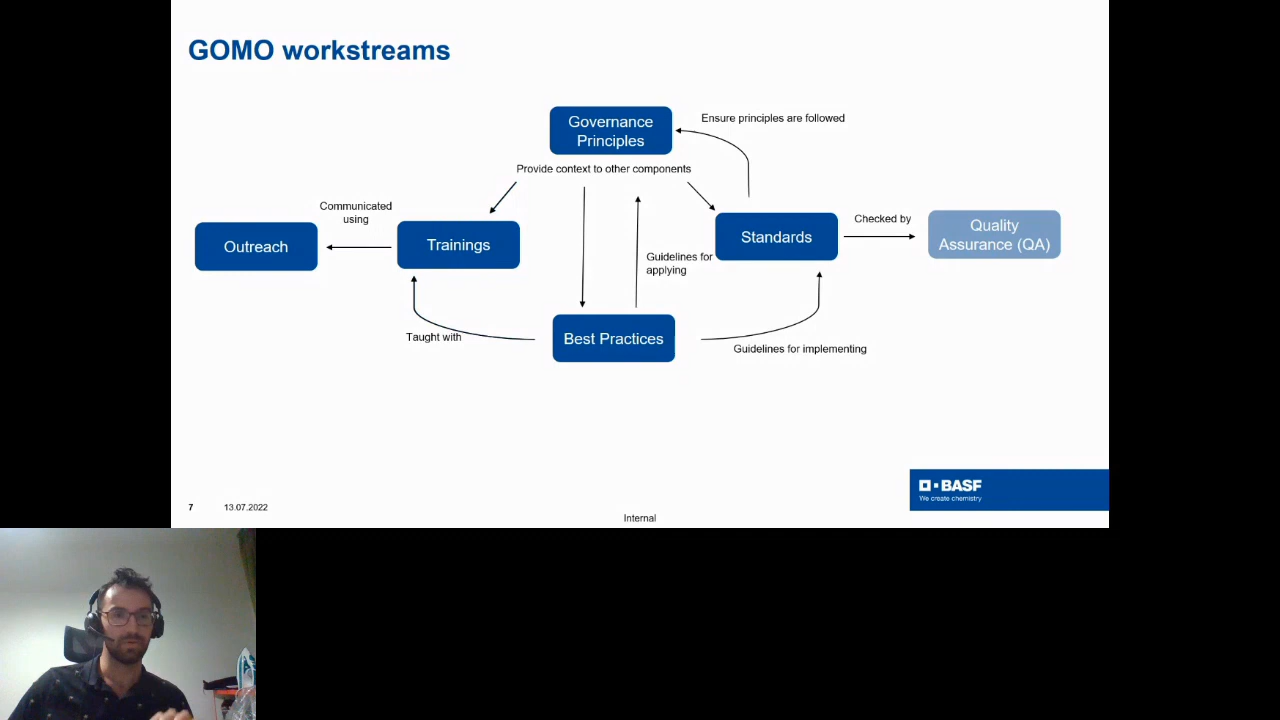 GOMO workstreams
Governance
Principles
Ensure principles are followed
Provide context to other components
Communicated
using
Outreach
Trainings
Guidelines for
applying
Standards
Checked by
Quality
Assurance (QA)
Taught with
Best Practices
Guidelines for implementing
BASF
We create chemistry
7
13.07.2022
Internal